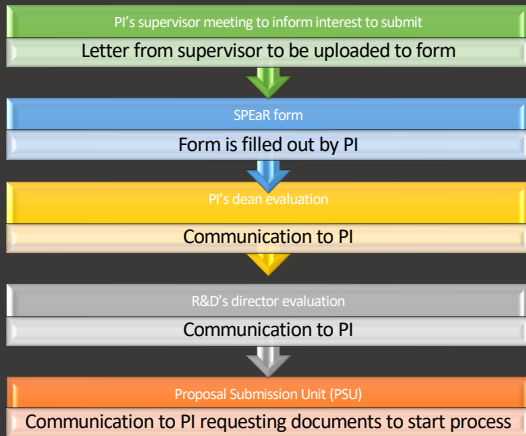 PI's supervisor meeting to inform interest to submit
Letter from supervisor to be uploaded to form
SPEaR form
Form is filled out by PI
PI's dean evaluation
Communication to PI
R&D's director evaluation
Communication to PI
Proposal Submission Unit (PSU)
Communication to PI requesting documents to start process